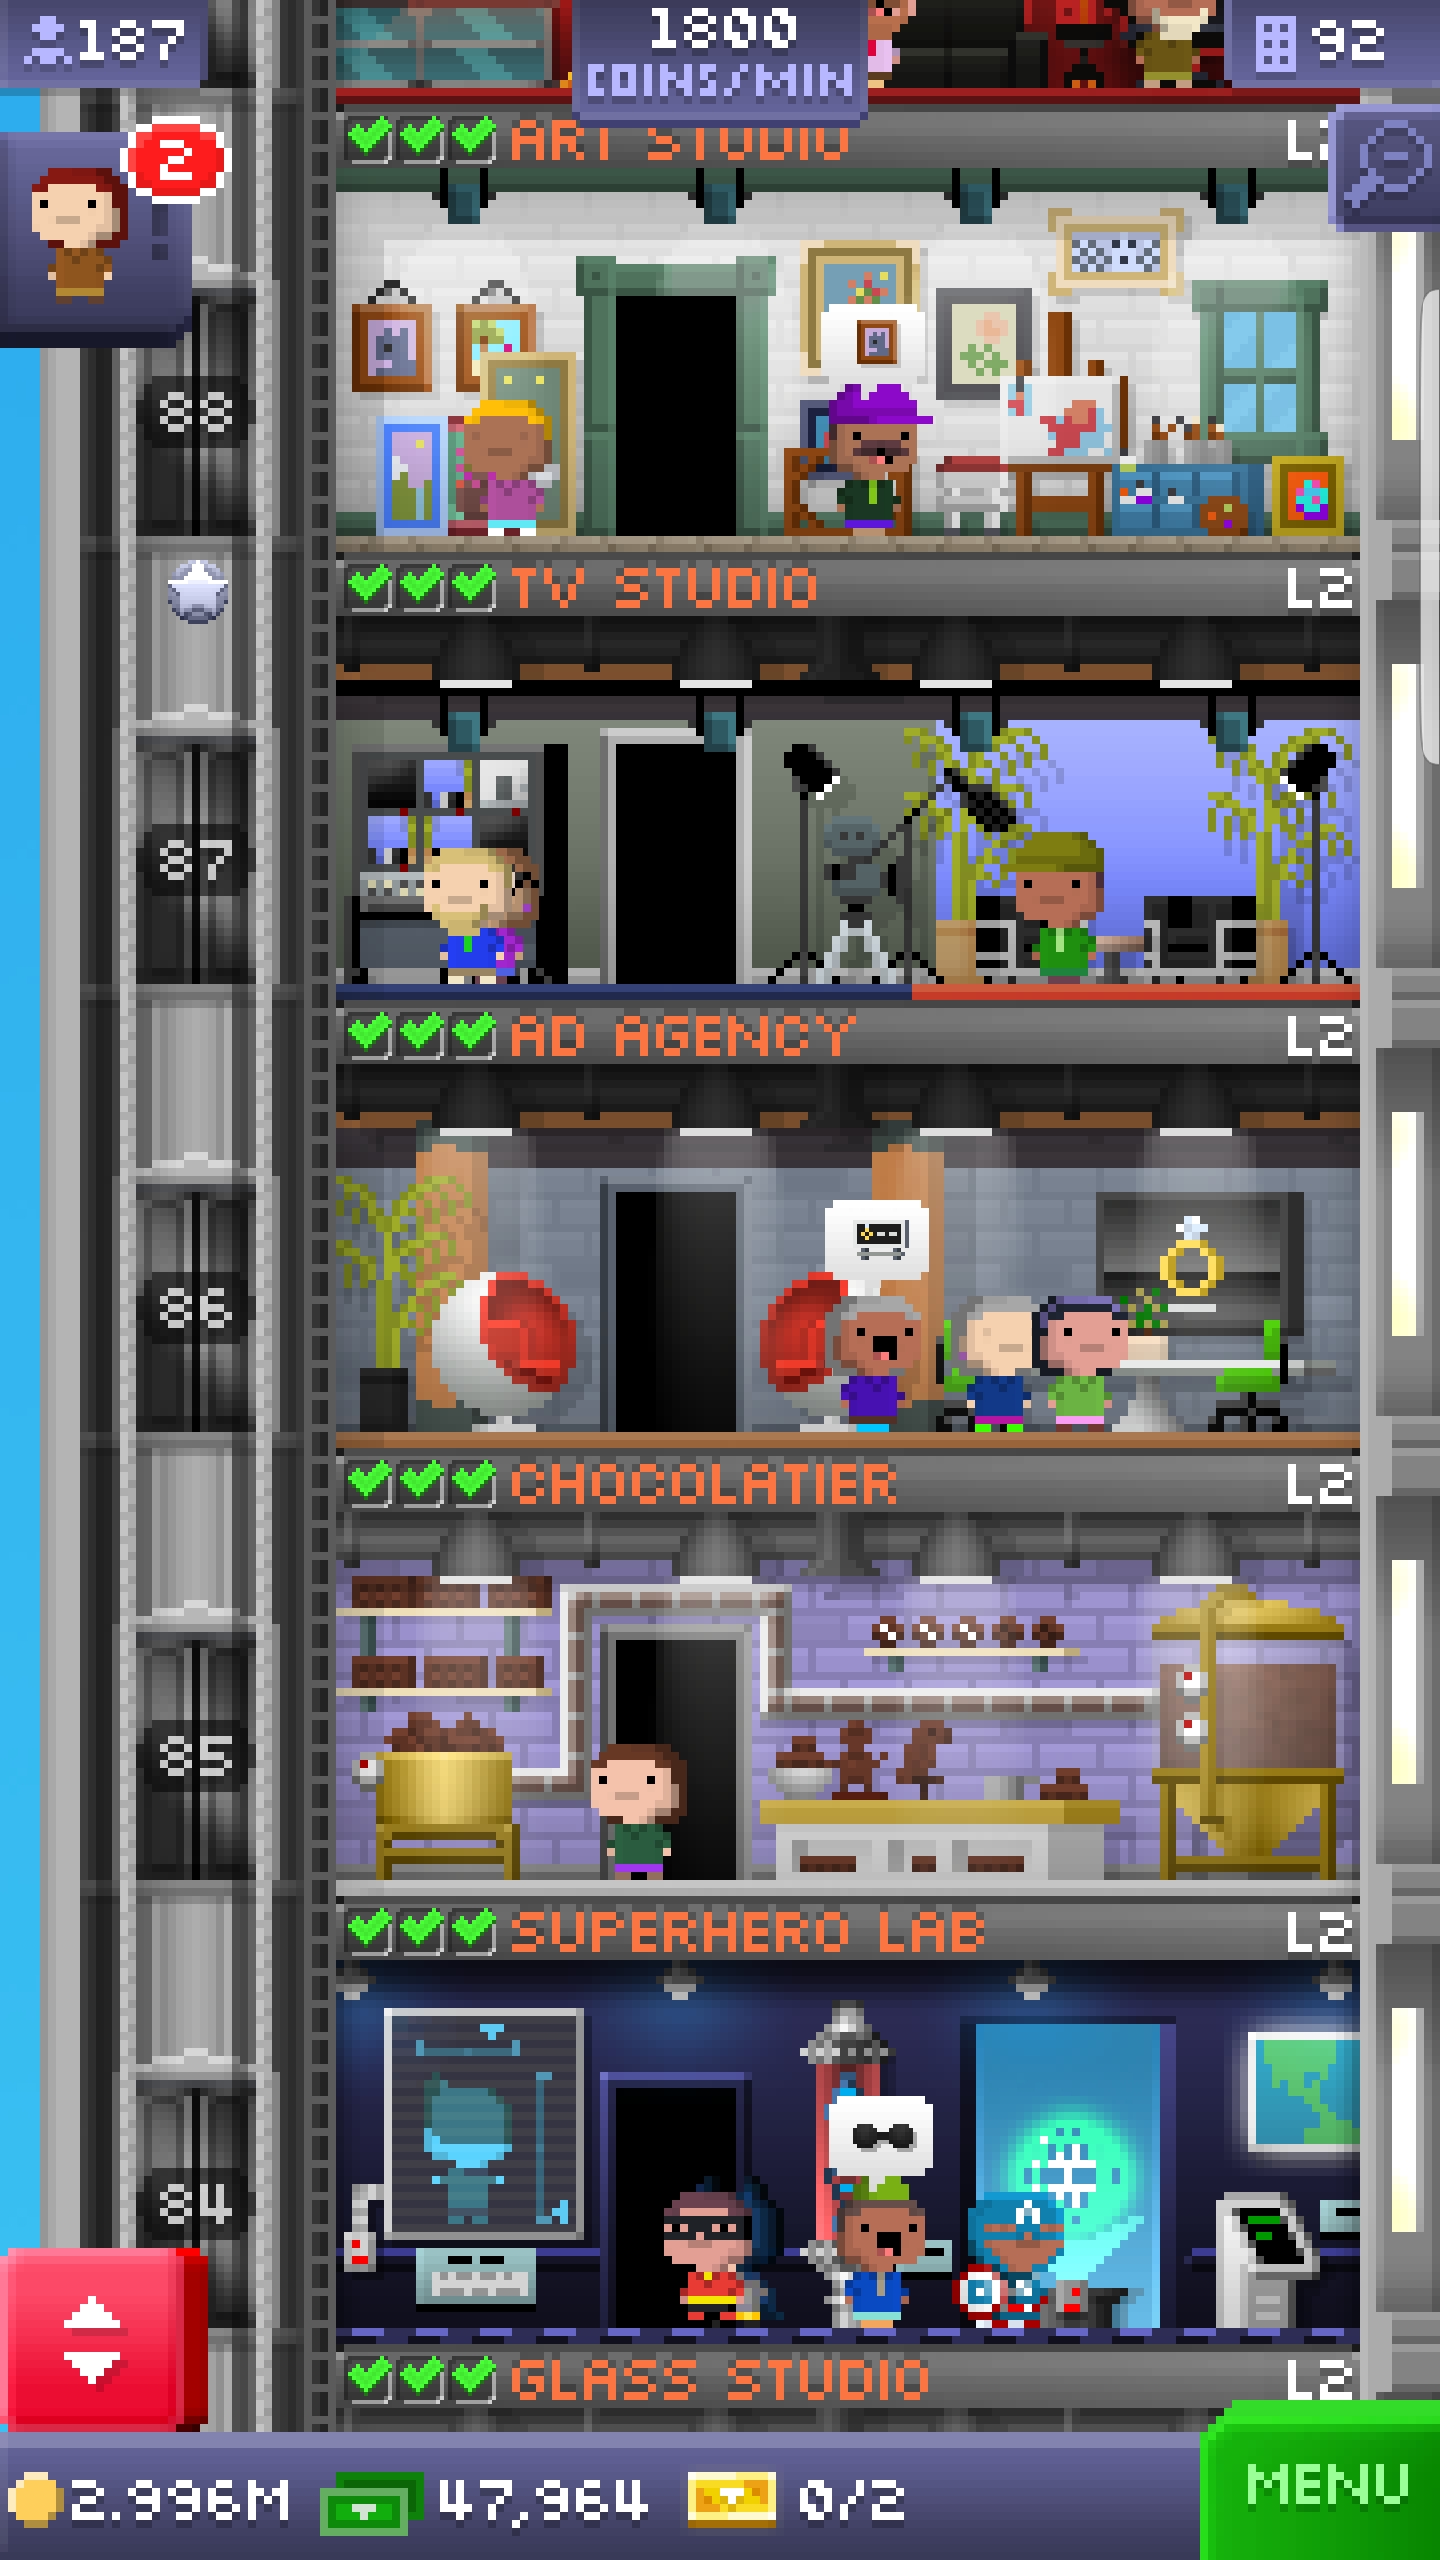 187
1800
COINS/MIN
92
2
ART STUDIO
88
TV STUDIO L2
87
AD AGENCY L2
86
CHOCOLATIER L2
85
SUPERHERO LAB L2
84
GLASS STUDIO L2
2.996M 47,964 0/2
MENU